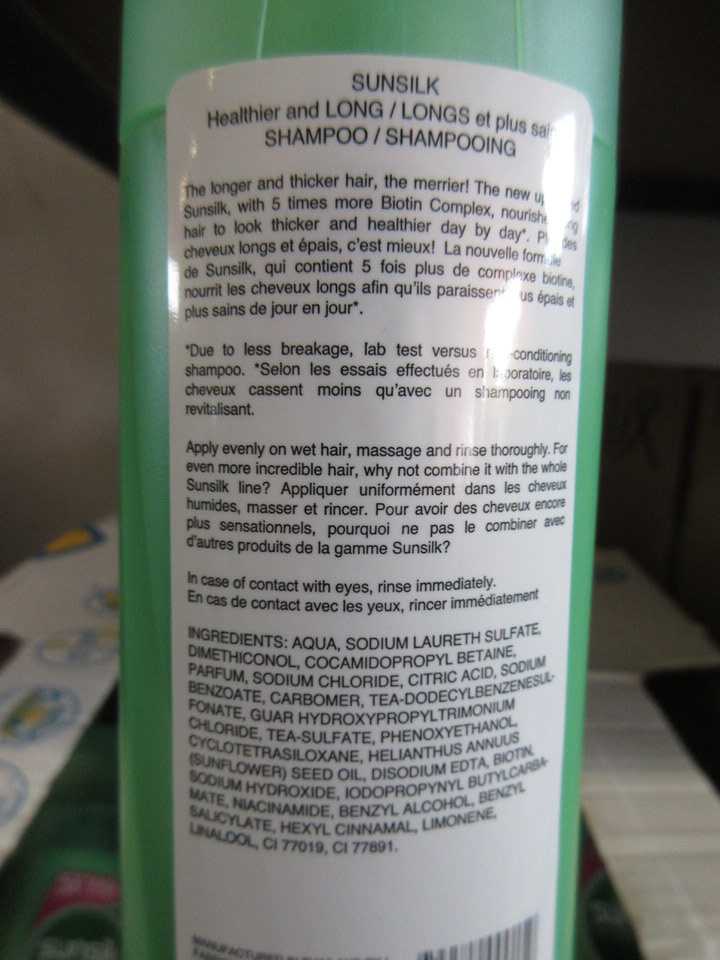 SUNSILK
Healthier and LONG / LONGS et plus
SHAMPOO / SHAMPOOING
The longer and thicker hair, the merrier! The new
Sunsilk, with 5 times more Biotin Complex,
hair to look thicker and healthier day by day*. des
cheveux longs et épais, c'est mieux! La nouvelle formule
de Sunsilk, qui contient 5 fois plus de complexe biotine,
nourrit les cheveux longs afin qu'ils paraissent épais et
plus sains de jour en jour*.
*Due to less breakage, lab test versus
shampoo. *Selon les essais effectués en laboratoire, les
cheveux cassent moins qu'avec un shampooing non
revitalisant.
Apply evenly on wet hair, massage and rinse thoroughly. For
even more incredible hair, why not combine it with the whole
Sunsilk line? Appliquer uniformément dans les cheveux
humides, masser et rincer. Pour avoir des cheveux encore
plus sensationnels, pourquoi ne pas le combiner avec
d'autres produits de la gamme Sunsilk?
In case of contact with eyes, rinse immediately.
En cas de contact avec les yeux, rincer immédiatement
INGREDIENTS: AQUA, SODIUM LAURETH SULFATE,
DIMETHICONOL, COCAMIDOPROPYL BETAINE,
PARFUM, SODIUM CHLORIDE, CITRIC ACID, SODIUM
BENZOATE, CARBOMER, TEA-DODECYLBENZENESUL-
FONATE, GUAR HYDROXYPROPYLTRIMONIUM
CHLORIDE, TEA-SULFATE, PHENOXYETHANOL,
CYCLOTETRASILOXANE, HELIANTHUS ANNUUS
(SUNFLOWER) SEED OIL, DISODIUM EDTA, BIOTIN,
SODIUM HYDROXIDE, IODOPROPYNYL BUTYLCARBA-
MATE, NIACINAMIDE, BENZYL ALCOHOL, BENZYL
SALICYLATE, HEXYL CINNAMAL, LIMONENE,
LINALOOL, CI 77019, CI 77891.
MANUFACTURED IN